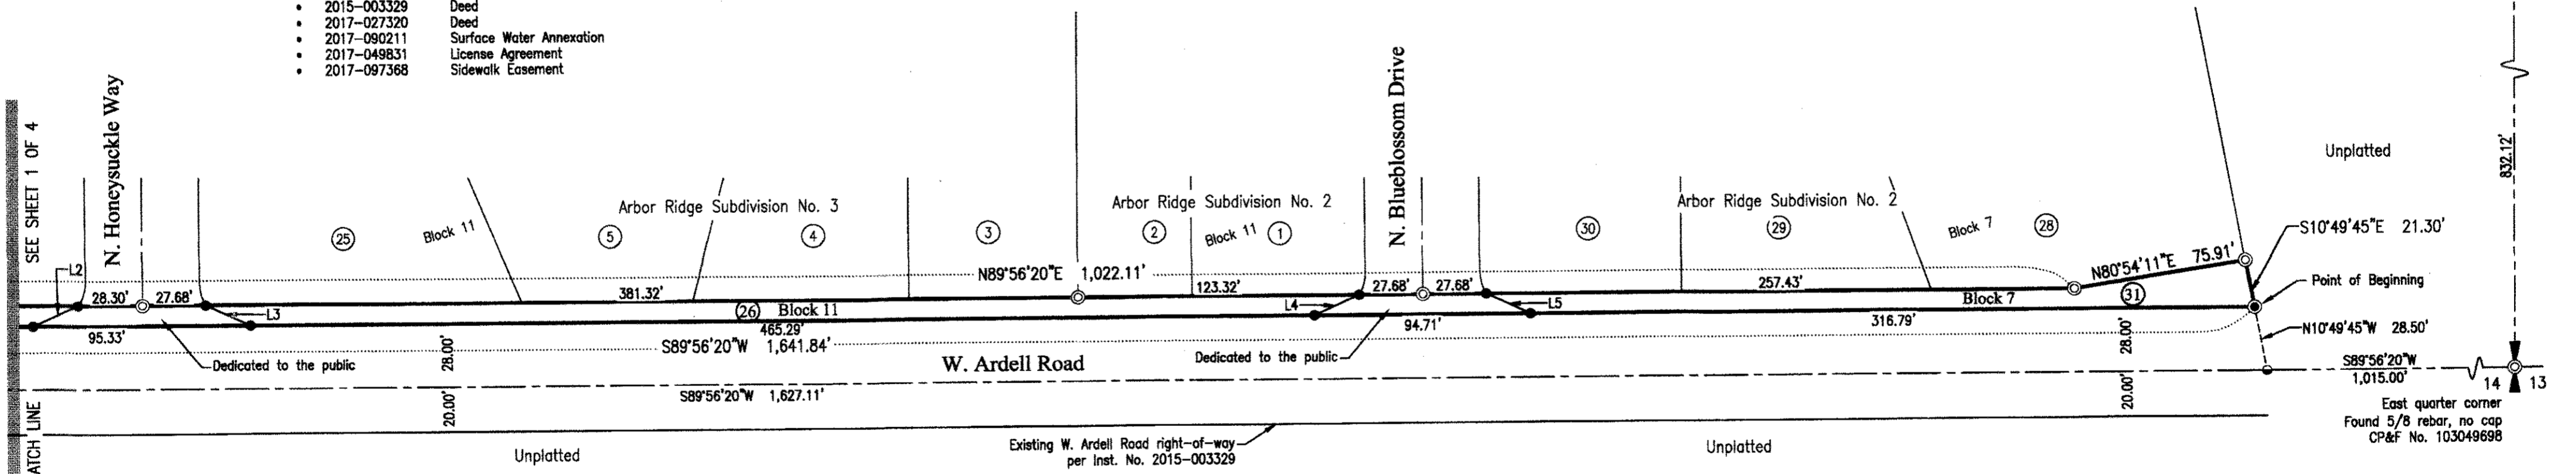 • 2015-003329 Deed
• 2017-027320 Deed
• 2017-090211 Surface Water Annexation
• 2017-049831 License Agreement
• 2017-097368 Sidewalk Easement
SEE SHEET 1 OF 4
ATCH LINE
N. Honeysuckle Way
N. Blueblossom Drive
Unplatted
832.12'
Arbor Ridge Subdivision No. 3
Arbor Ridge Subdivision No. 2
Arbor Ridge Subdivision No. 2
25
Block 11
5
4
3
2
Block 11
1
30
29
Block 7
28
S10°49'45"E 21.30'
L2
N89°56'20"E 1,022.11'
N80°54'11"E 75.91'
Point of Beginning
28.30'
27.68'
381.32'
123.32'
27.68'
27.68'
257.43'
Block 7
31
L3
26
Block 11
L4
L5
95.33'
465.29'
94.71'
316.79'
N10°49'45"W 28.50'
Dedicated to the public
28.00'
S89°56'20"W 1,641.84'
W. Ardell Road
Dedicated to the public
28.00'
S89°56'20"W
1,015.00'
14
13
20.00'
S89°56'20"W 1,627.11'
20.00'
East quarter corner
Found 5/8 rebar, no cap
CP&F No. 103049698
Unplatted
Existing W. Ardell Road right-of-way
per Inst. No. 2015-003329
Unplatted